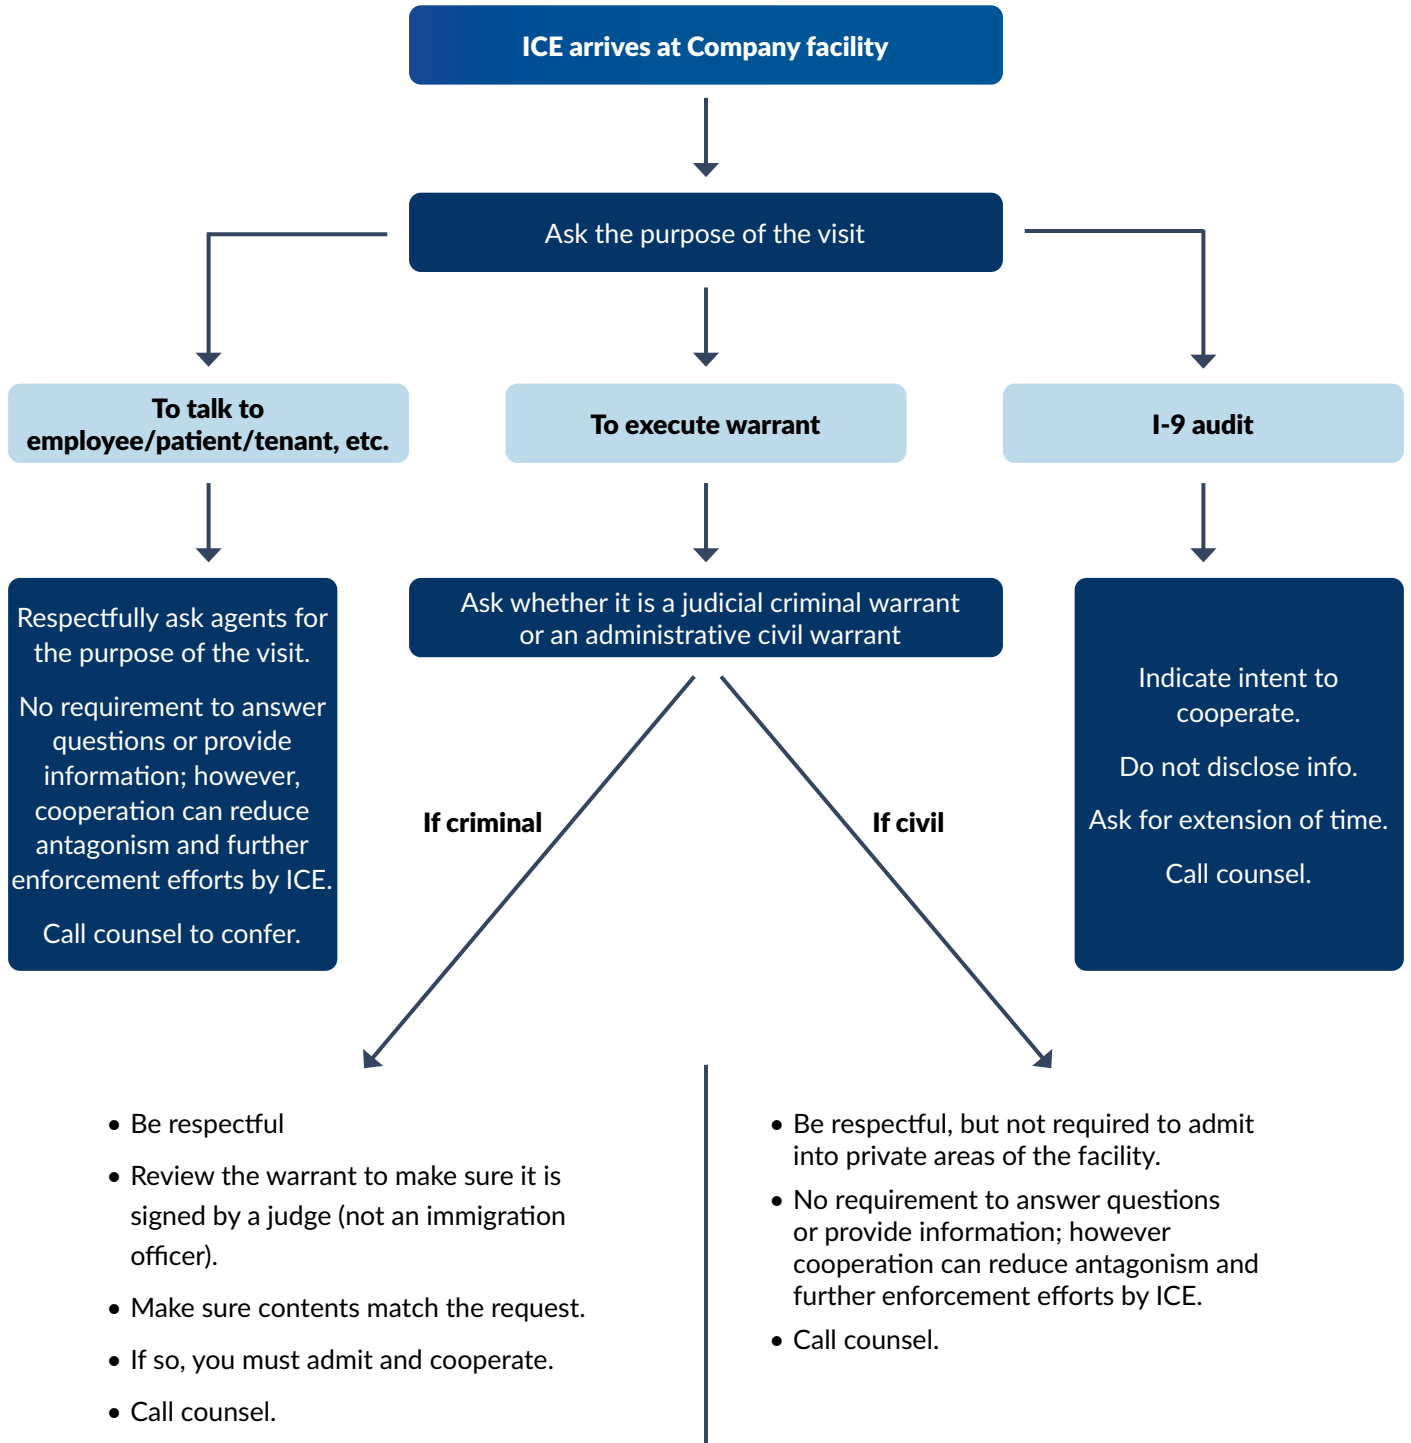 ICE arrives at Company facility
Ask the purpose of the visit
To talk to
employee/patient/tenant, etc.
To execute warrant
I-9 audit
Respectfully ask agents for
the purpose of the visit.
No requirement to answer
questions or provide
information; however,
cooperation can reduce
antagonism and further
enforcement efforts by ICE.
Call counsel to confer.
Ask whether it is a judicial criminal warrant
or an administrative civil warrant
Indicate intent to
cooperate.
Do not disclose info.
Ask for extension of time.
Call counsel.
If criminal
If civil
• Be respectful
• Review the warrant to make sure it is
signed by a judge (not an immigration
officer).
• Make sure contents match the request.
• If so, you must admit and cooperate.
• Call counsel.
• Be respectful, but not required to admit
into private areas of the facility.
• No requirement to answer questions
or provide information; however
cooperation can reduce antagonism and
further enforcement efforts by ICE.
• Call counsel.